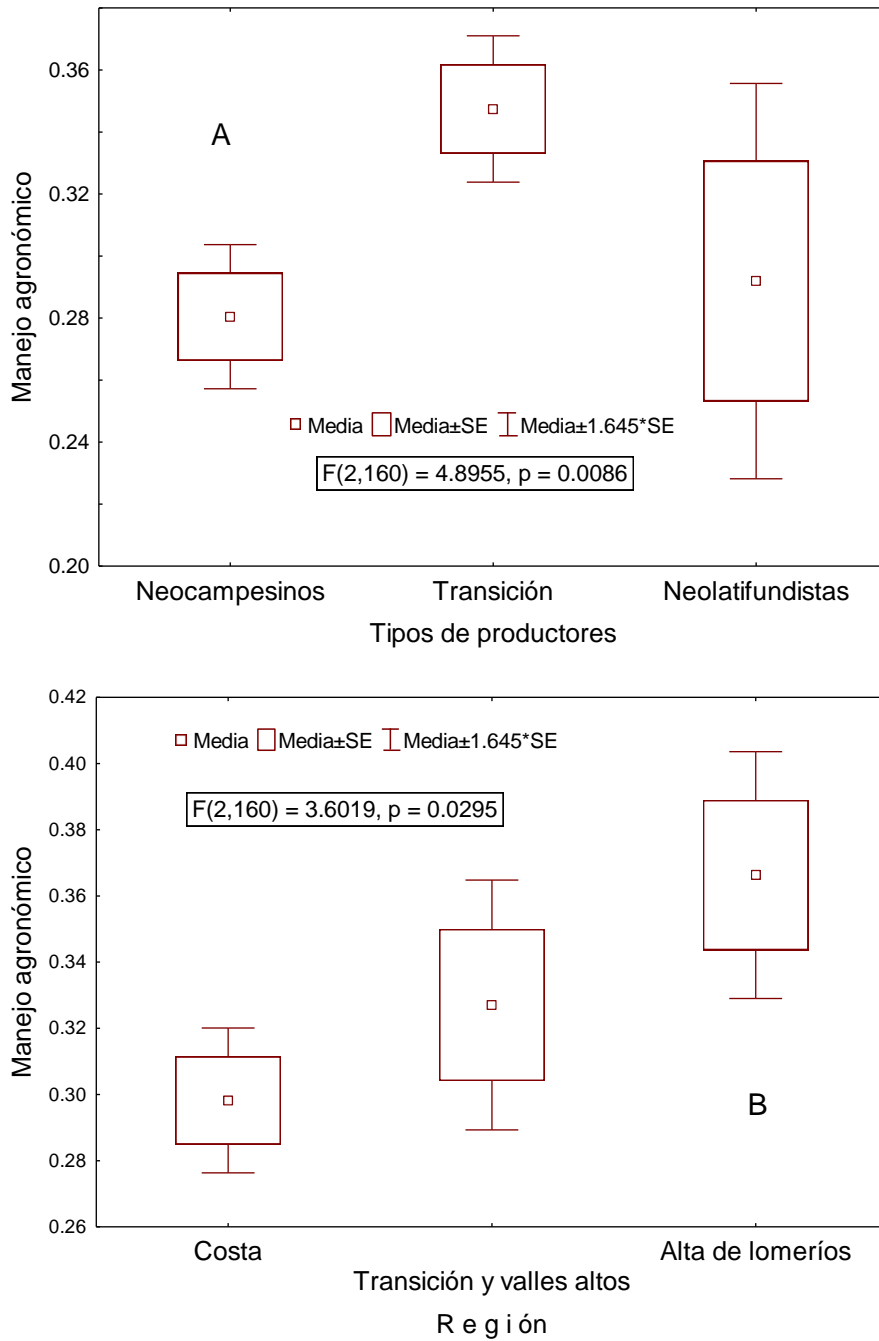 0.36
A
0.32
Manejo agronómico
0.28
Media Media±SE Media±1.645*SE
0.24
F(2,160) = 4.8955, p = 0.0086
0.20
Neocampesinos Transición Neolatifundistas
Tipos de productores
0.42
Media Media±SE Media±1.645*SE
0.40
F(2,160) = 3.6019, p = 0.0295
0.38
0.36
Manejo agronómico
0.34
0.32
0.30
B
0.28
0.26
Costa Alta de lomeríos
Transición y valles altos
R e g i ó n